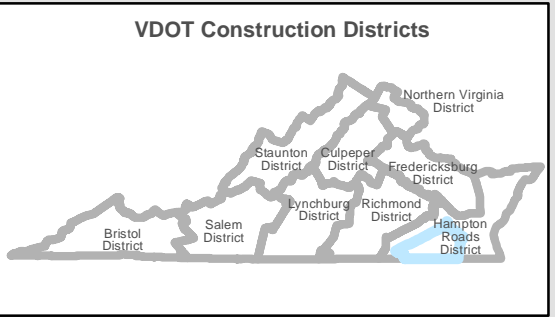 VDOT Construction Districts
Northern Virginia
District
Staunton
District
Culpeper
District
Fredericksburg
District
Lynchburg
District
Richmond
District
Salem
District
Bristol
District
Hampton
Roads
District